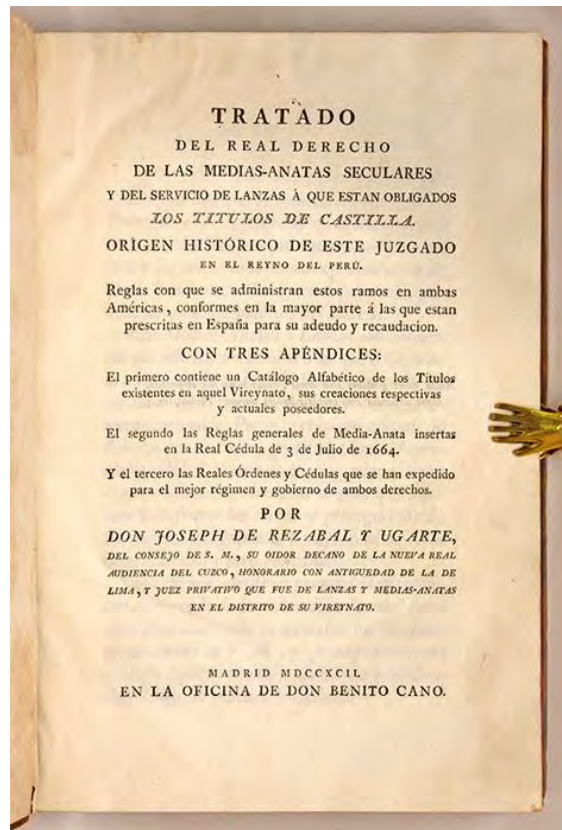 TRATADO
DEL REAL DERECHO
DE LAS MEDIAS-ANATAS SECULARES
Y DEL SERVICIO DE LANZAS À QUE ESTAN OBLIGADOS
LOS TITULOS DE CASTILLA.
ORÍGEN HISTÓRICO DE ESTE JUZGADO
EN EL REYNO DEL PERÚ.
Reglas con que se administran estos ramos en ambas
Américas, conformes en la mayor parte á las que estan
prescritas en España para su adeudo y recaudacion.
CON TRES APÉNDICES:
El primero contiene un Catálogo Alfabético de los Títulos
existentes en aquel Vireynato, sus creaciones respectivas
y actuales poseedores.
El segundo las Reglas generales de Media-Anata insertas
en la Real Cédula de 3 de Julio de 1664.
Y el tercero las Reales Órdenes y Cédulas que se han expedido
para el mejor régimen y gobierno de ambos derechos.
POR
DON JOSEPH DE REZABAL Y UGARTE,
DEL CONSEJO DE S. M., SU OIDOR DECANO DE LA NUEVA REAL
AUDIENCIA DEL CUZCO, HONORARIO CON ANTIGUEDAD DE LA DE
LIMA, Y JUEZ PRIVATIVO QUE FUE DE LANZAS Y MEDIAS-ANATAS
EN EL DISTRITO DE SU VIREYNATO.
MADRID MDCCXCII.
EN LA OFICINA DE DON BENITO CANO.